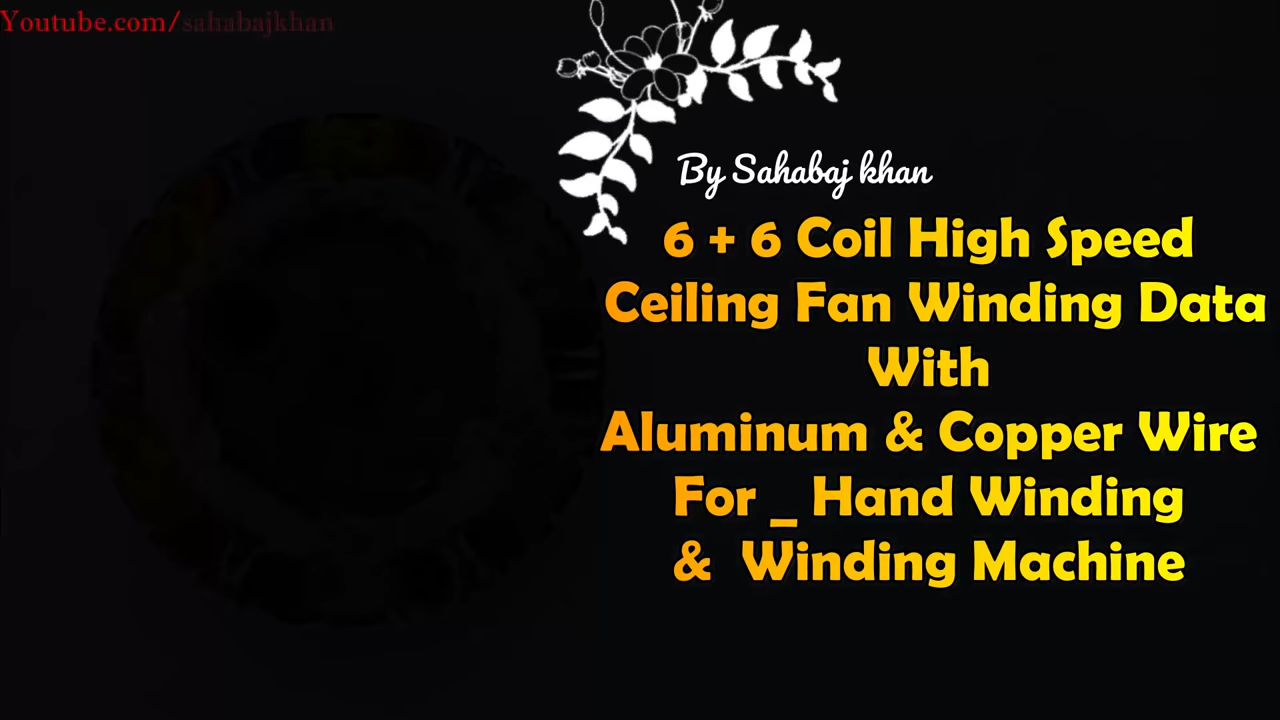 Youtube.com/sahabajkhan
By Sahabaj khan
6 + 6 Coil High Speed
Ceiling Fan Winding Data
With
Aluminum & Copper Wire
For _ Hand Winding
& Winding Machine